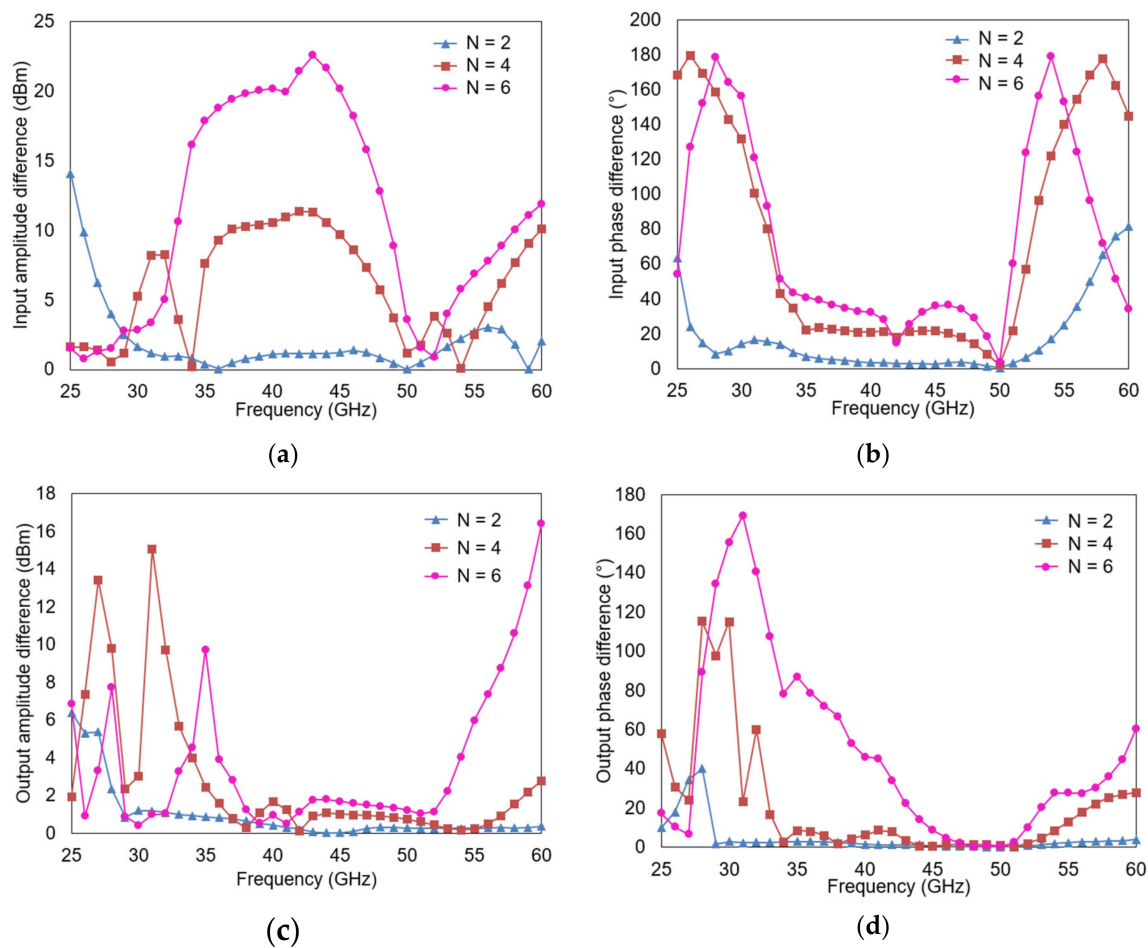 25
20
15
10
5
0
Input amplitude difference (dBm)
N = 2
N = 4
N = 6
25 30 35 40 45 50 55 60
Frequency (GHz)
(a)
200
180
160
140
120
100
80
60
40
20
0
Input phase difference (°)
N = 2
N = 4
N = 6
25 30 35 40 45 50 55 60
Frequency (GHz)
(b)
18
16
14
12
10
8
6
4
2
0
Output amplitude difference (dBm)
N = 2
N = 4
N = 6
25 30 35 40 45 50 55 60
Frequency (GHz)
(c)
180
160
140
120
100
80
60
40
20
0
Output phase difference (°)
N = 2
N = 4
N = 6
25 30 35 40 45 50 55 60
Frequency (GHz)
(d)